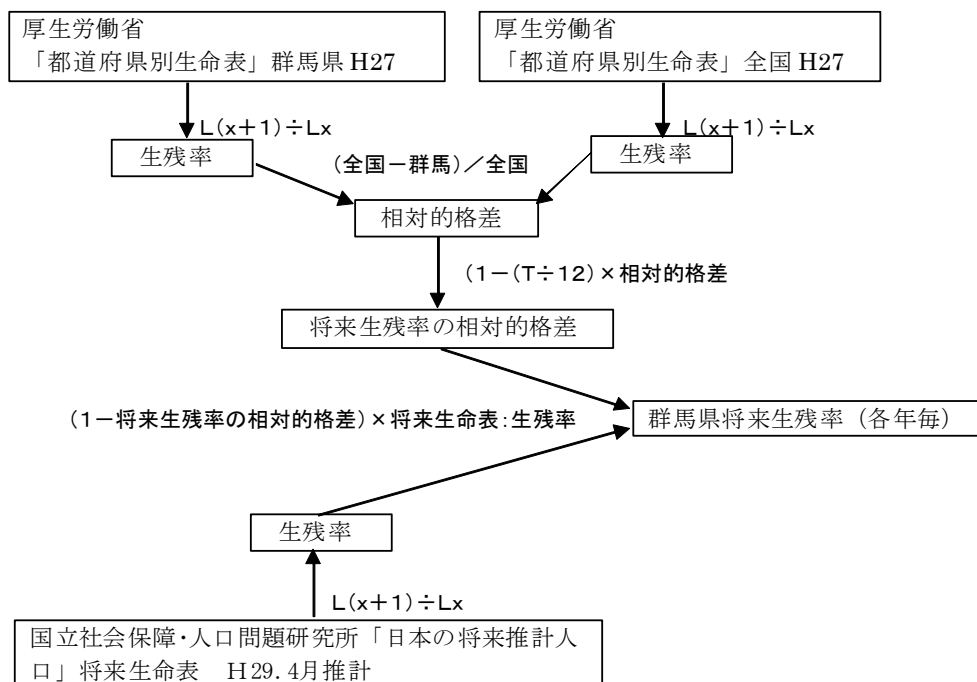 厚生労働省
「都道府県別生命表」群馬県 H27
厚生労働省
「都道府県別生命表」全国 H27
L(x+1)÷Lx
L(x+1)÷Lx
生残率
生残率
(全国-群馬)/全国
相対的格差
(1-(T÷12)×相対的格差
将来生残率の相対的格差
(1-将来生残率の相対的格差)×将来生命表:生残率
群馬県将来生残率(各年毎)
生残率
L(x+1)÷Lx
国立社会保障・人口問題研究所「日本の将来推計人
口」将来生命表 H29.4月推計